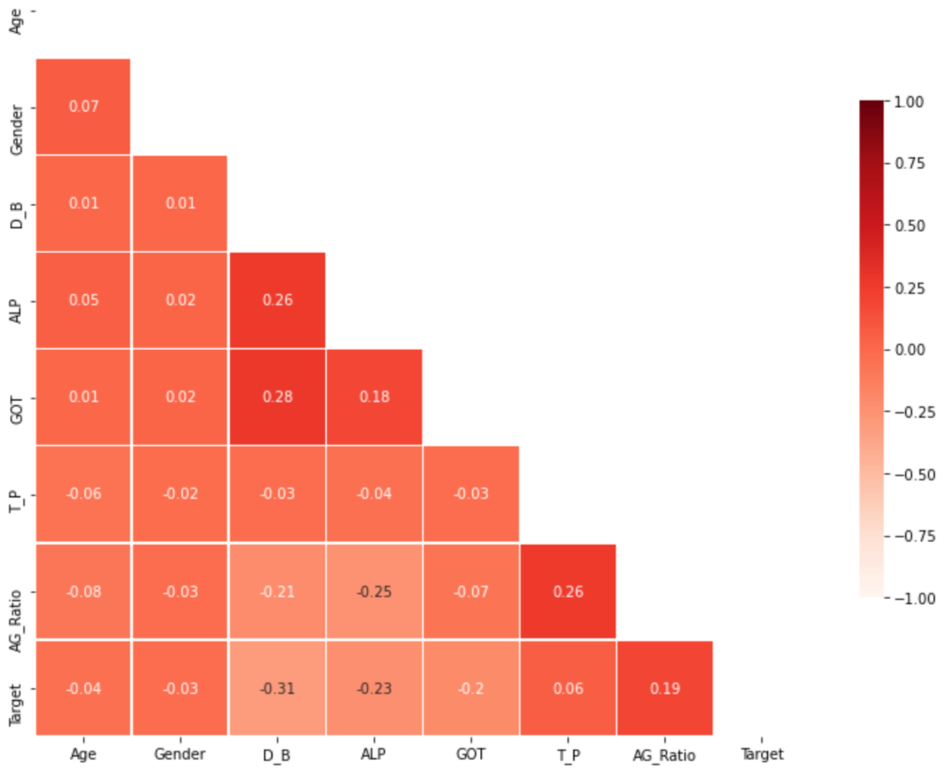 Age
Gender 0.07
D_B 0.01 0.01
ALP 0.05 0.02 0.26
GOT 0.01 0.02 0.28 0.18
T_P -0.06 -0.02 -0.03 -0.04 -0.03
AG_Ratio -0.08 -0.03 -0.21 -0.25 -0.07 0.26
Target -0.04 -0.03 -0.31 -0.23 -0.2 0.06 0.19
Age Gender D_B ALP GOT T_P AG_Ratio Target
1.00
0.75
0.50
0.25
0.00
−0.25
−0.50
−0.75
−1.00